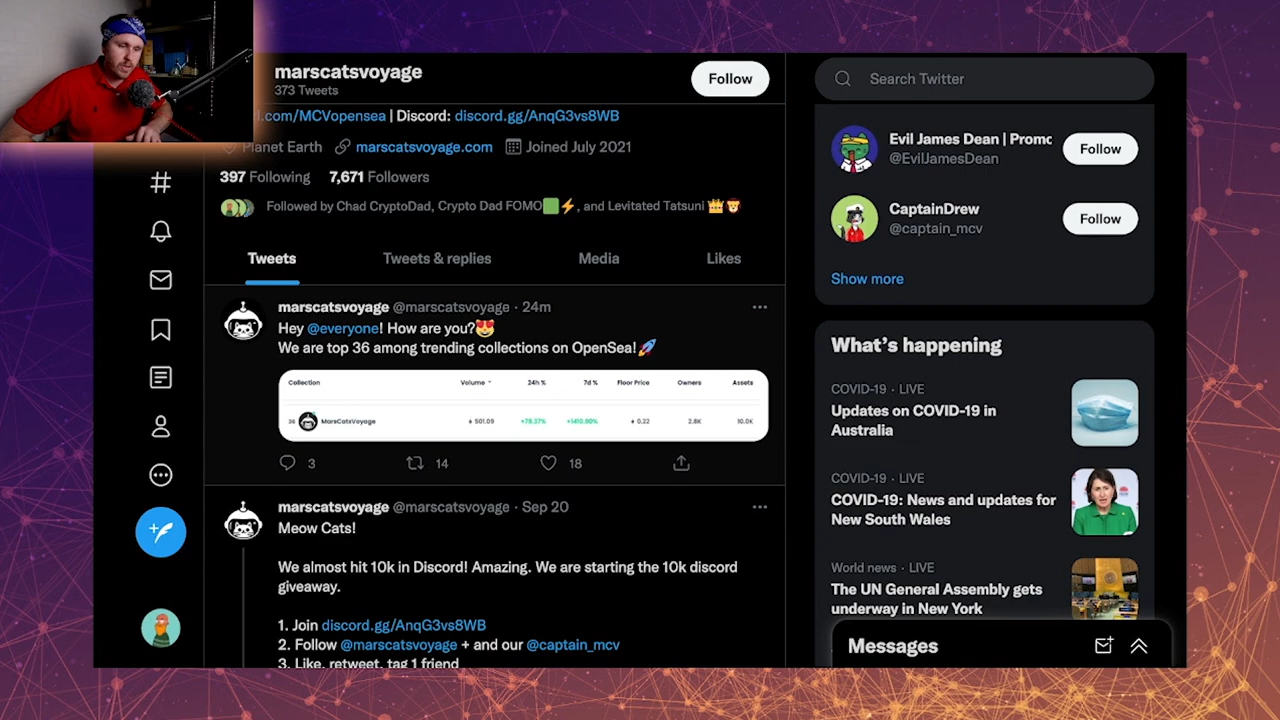 marscatsvoyage
373 Tweets
Follow
l.com/MCVopensea | Discord: discord.gg/AnqG3vs8WB
Planet Earth marscatsvoyage.com Joined July 2021
397 Following 7,671 Followers
Followed by Chad CryptoDad, Crypto Dad FOMO🟩⚡, and Levitated Tatsuni 👑🦁
Tweets Tweets & replies Media Likes
marscatsvoyage @marscatsvoyage · 24m
Hey @everyone! How are you?😻
We are top 36 among trending collections on OpenSea!🚀
Collection Volume 24h % 7d % Floor Price Owners Assets
36 MarsCatsVoyage 501.09 +78.37% +1410.90% 0.22 2.8K 10.0K
3 14 18
marscatsvoyage @marscatsvoyage · Sep 20
Meow Cats!
We almost hit 10k in Discord! Amazing. We are starting the 10k discord
giveaway.
1. Join discord.gg/AnqG3vs8WB
2. Follow @marscatsvoyage + and our @captain_mcv
3. Like, retweet, tag 1 friend
Search Twitter
Evil James Dean | Promo
@EvilJamesDean
Follow
CaptainDrew
@captain_mcv
Follow
Show more
What's happening
COVID-19 · LIVE
Updates on COVID-19 in
Australia
COVID-19 · LIVE
COVID-19: News and updates for
New South Wales
World news · LIVE
The UN General Assembly gets
underway in New York
Messages